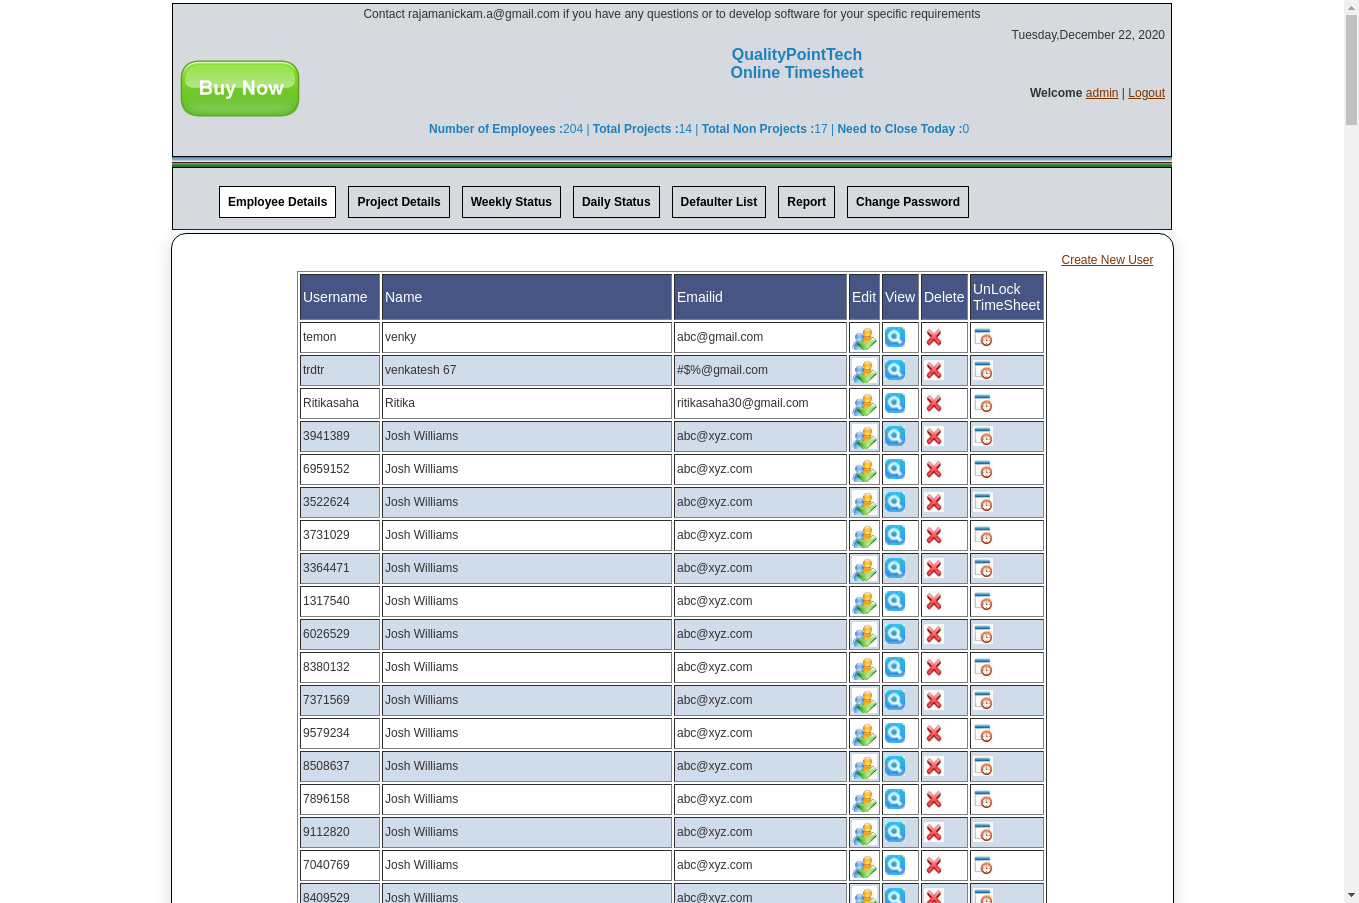 Contact rajamanickam.a@gmail.com if you have any questions or to develop software for your specific requirements
Tuesday,December 22, 2020
QualityPointTech
Online Timesheet
Buy Now
Welcome admin | Logout
Number of Employees :204 | Total Projects :14 | Total Non Projects :17 | Need to Close Today :0
Employee Details Project Details Weekly Status Daily Status Defaulter List Report Change Password
Create New User
Username Name Emailid Edit View Delete UnLock TimeSheet
temon venky abc@gmail.com
trdtr venkatesh 67 #$%@gmail.com
Ritikasaha Ritika ritikasaha30@gmail.com
3941389 Josh Williams abc@xyz.com
6959152 Josh Williams abc@xyz.com
3522624 Josh Williams abc@xyz.com
3731029 Josh Williams abc@xyz.com
3364471 Josh Williams abc@xyz.com
1317540 Josh Williams abc@xyz.com
6026529 Josh Williams abc@xyz.com
8380132 Josh Williams abc@xyz.com
7371569 Josh Williams abc@xyz.com
9579234 Josh Williams abc@xyz.com
8508637 Josh Williams abc@xyz.com
7896158 Josh Williams abc@xyz.com
9112820 Josh Williams abc@xyz.com
7040769 Josh Williams abc@xyz.com
8409529 Josh Williams abc@xyz.com